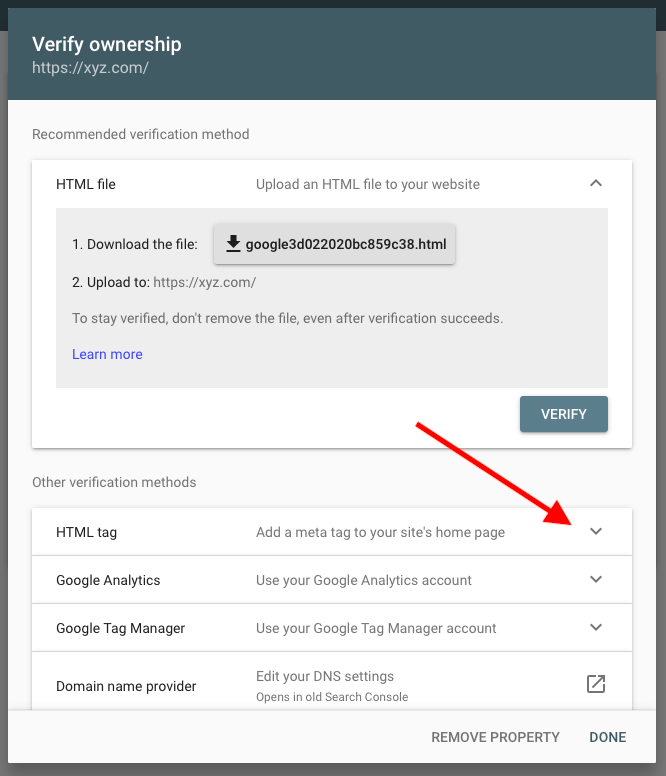 Verify ownership
https://xyz.com/
Recommended verification method
HTML file Upload an HTML file to your website
1. Download the file: google3d022020bc859c38.html
2. Upload to: https://xyz.com/
To stay verified, don't remove the file, even after verification succeeds.
Learn more
VERIFY
Other verification methods
HTML tag Add a meta tag to your site's home page
Google Analytics Use your Google Analytics account
Google Tag Manager Use your Google Tag Manager account
Domain name provider Edit your DNS settings
Opens in old Search Console
REMOVE PROPERTY DONE